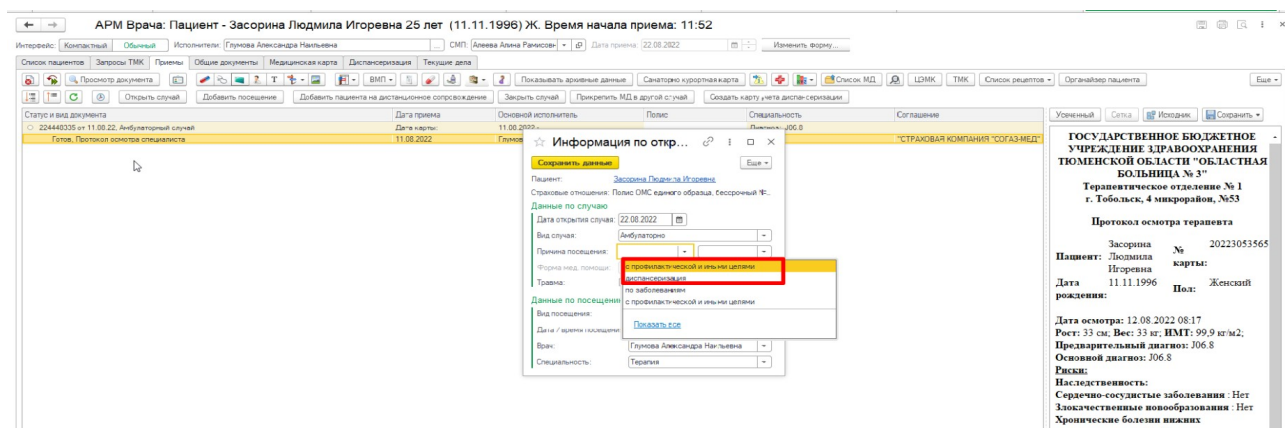 АРМ Врача: Пациент - Засорина Людмила Игоревна 25 лет (11.11.1996) Ж. Время начала приема: 11:52
Интерфейс: Компактный Обычный Исполнители: Глумова Александра Наильевна ... СМП: Алеева Алина Рамисовн Дата приема: 22.08.2022 Изменить форму...
Список пациентов Запросы ТМК Приемы Общие документы Медицинская карта Диспансеризация Текущие дела
Просмотр документа ВМП Показывать архивные данные Санаторно курортная карта Список МД ЦЭМК ТМК Список рецептов Органайзер пациента Еще
Открыть случай Добавить посещение Добавить пациента на дистанционное сопровождение Закрыть случай Прикрепить МД в другой случай Создать карту учета диспансеризации
Усеченный Сетка Исходник Сохранить
Статус и вид документа Дата приема Основной исполнитель Полис Специальность Соглашение
224448335 от 11.08.22, Амбулаторный случай Дата карты: 11.08.2022 - J06.8
Готов, Протокол осмотра специалиста 11.08.2022 Глумов "СТРАХОВАЯ КОМПАНИЯ "СОГАЗ-МЕД"
Информация по откр...
Сохранить данные Еще
Пациент: Засорина Людмила Игоревна
Страховые отношения: Полис ОМС единого образца, бессрочный №...
Данные по случаю
Дата открытия случая: 22.08.2022
Вид случая: Амбулаторно
Причина посещения:
Форма мед. помощи:
с профилактической и иными целями
диспансеризация
Травма:
по заболеваниям
с профилактической и иными целями
Данные по посещени
Вид посещения:
Показать все
Дата / время посещени
Врач: Глумова Александра Наильевна
Специальность: Терапия
ГОСУДАРСТВЕННОЕ БЮДЖЕТНОЕ
УЧРЕЖДЕНИЕ ЗДРАВООХРАНЕНИЯ
ТЮМЕНСКОЙ ОБЛАСТИ "ОБЛАСТНАЯ
БОЛЬНИЦА № 3"
Терапевтическое отделение № 1
г. Тобольск, 4 микрорайон, №53
Протокол осмотра терапевта
Пациент: Засорина Людмила Игоревна № карты: 20223053565
Дата рождения: 11.11.1996 Пол: Женский
Дата осмотра: 12.08.2022 08:17
Рост: 33 см; Вес: 33 кг; ИМТ: 99,9 кг/м2;
Предварительный диагноз: J06.8
Основной диагноз: J06.8
Риски:
Наследственность:
Сердечно-сосудистые заболевания : Нет
Злокачественные новообразования : Нет
Хронические болезни нижних